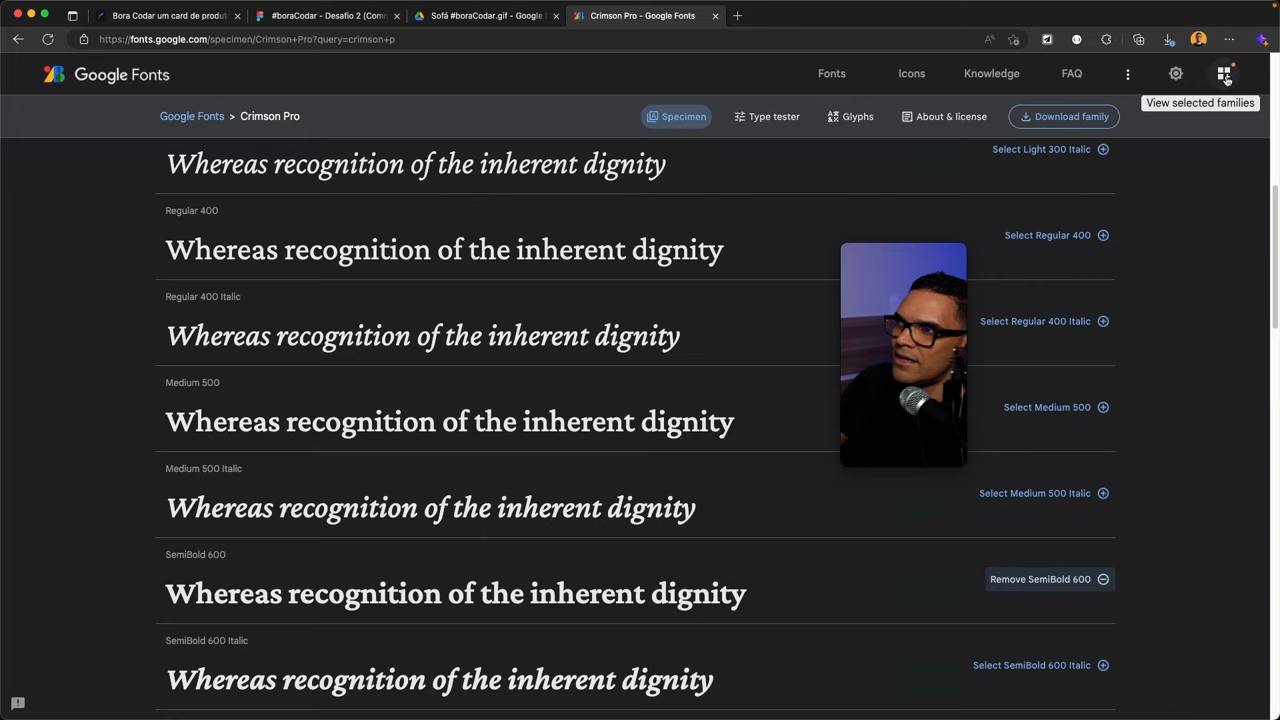 Bora Codar um card de produt
#boraCodar - Desafio 2 (Com
Sofá #boraCodar.gif - Google
Crimson Pro - Google Fonts
https://fonts.google.com/specimen/Crimson+Pro?query=crimson+p
Google Fonts
Fonts
Icons
Knowledge
FAQ
View selected families
Google Fonts > Crimson Pro
Specimen
Type tester
Glyphs
About & license
Download family
Whereas recognition of the inherent dignity
Select Light 300 Italic
Regular 400
Whereas recognition of the inherent dignity
Select Regular 400
Regular 400 Italic
Whereas recognition of the inherent dignity
Select Regular 400 Italic
Medium 500
Whereas recognition of the inherent dignity
Select Medium 500
Medium 500 Italic
Whereas recognition of the inherent dignity
Select Medium 500 Italic
SemiBold 600
Whereas recognition of the inherent dignity
Remove SemiBold 600
SemiBold 600 Italic
Whereas recognition of the inherent dignity
Select SemiBold 600 Italic